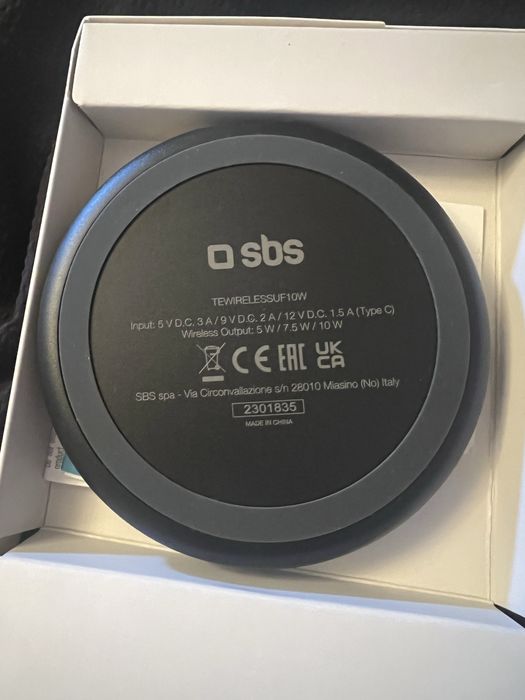 sbs
TEWIRELESSUF10W
Input: 5 V D.C. 3 A / 9 V D.C. 2 A / 12 V D.C. 1.5 A (Type C)
Wireless Output: 5 W / 7.5 W / 10 W
CE EAC UK CA
SBS spa - Via Circonvallazione s/n 28010 Miasino (No) Italy
2301835
MADE IN CHINA